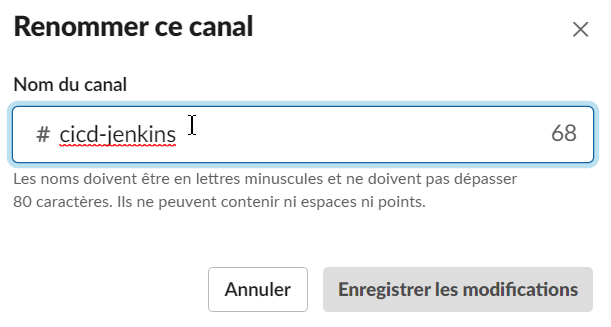 Renommer ce canal
Nom du canal
# cicd-jenkins 68
Les noms doivent être en lettres minuscules et ne doivent pas dépasser
80 caractères. Ils ne peuvent contenir ni espaces ni points.
Annuler Enregistrer les modifications